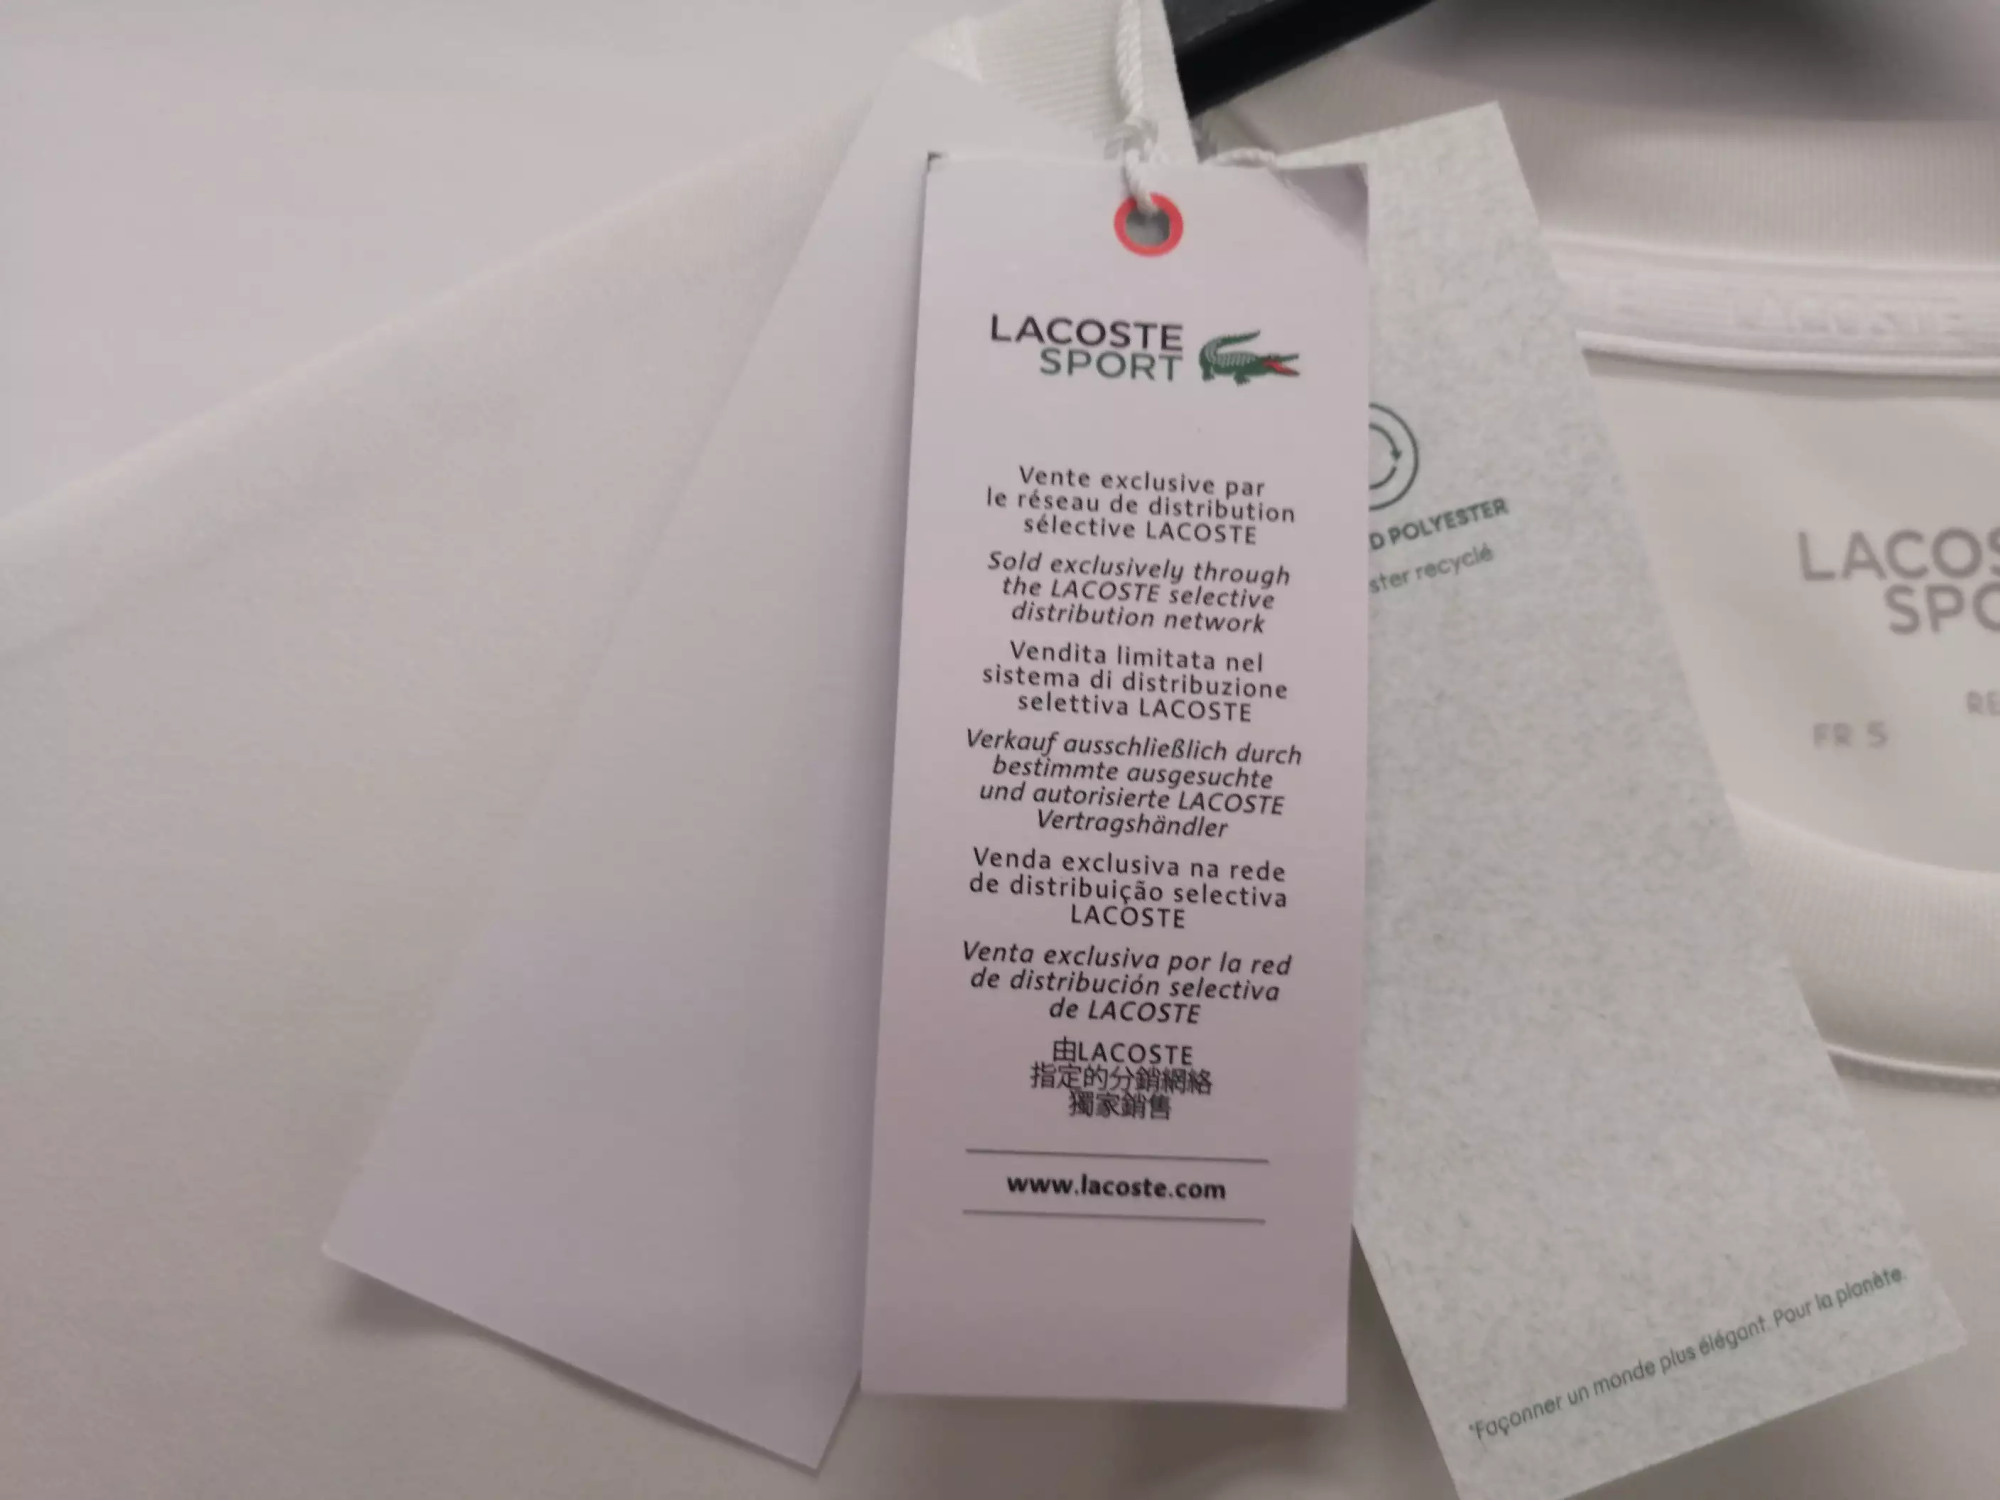 LACOSTE
SPORT
Vente exclusive par
le réseau de distribution
sélective LACOSTE
Sold exclusively through
the LACOSTE selective
distribution network
Vendita limitata nel
sistema di distribuzione
selettiva LACOSTE
Verkauf ausschließlich durch
bestimmte ausgesuchte
und autorisierte LACOSTE
Vertragshändler
Venda exclusiva na rede
de distribuição selectiva
LACOSTE
Venta exclusiva por la red
de distribución selectiva
de LACOSTE
由LACOSTE
指定的分銷網絡
獨家銷售
www.lacoste.com
D POLYESTER
ster recyclé
*Façonner un monde plus élégant. Pour la planète.
LACOSTE
LACOS
SPO
RE
FR 5